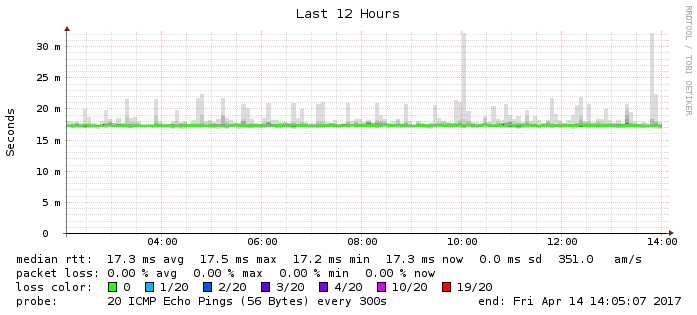 Last 12 Hours
RRDTOOL / TOBI OETIKER
Seconds
30 m
25 m
20 m
15 m
10 m
5 m
0
04:00 06:00 08:00 10:00 12:00 14:00
median rtt: 17.3 ms avg 17.5 ms max 17.2 ms min 17.3 ms now 0.0 ms sd 351.0 am/s
packet loss: 0.00 % avg 0.00 % max 0.00 % min 0.00 % now
loss color: 0 1/20 2/20 3/20 4/20 10/20 19/20
probe: 20 ICMP Echo Pings (56 Bytes) every 300s end: Fri Apr 14 14:05:07 2017